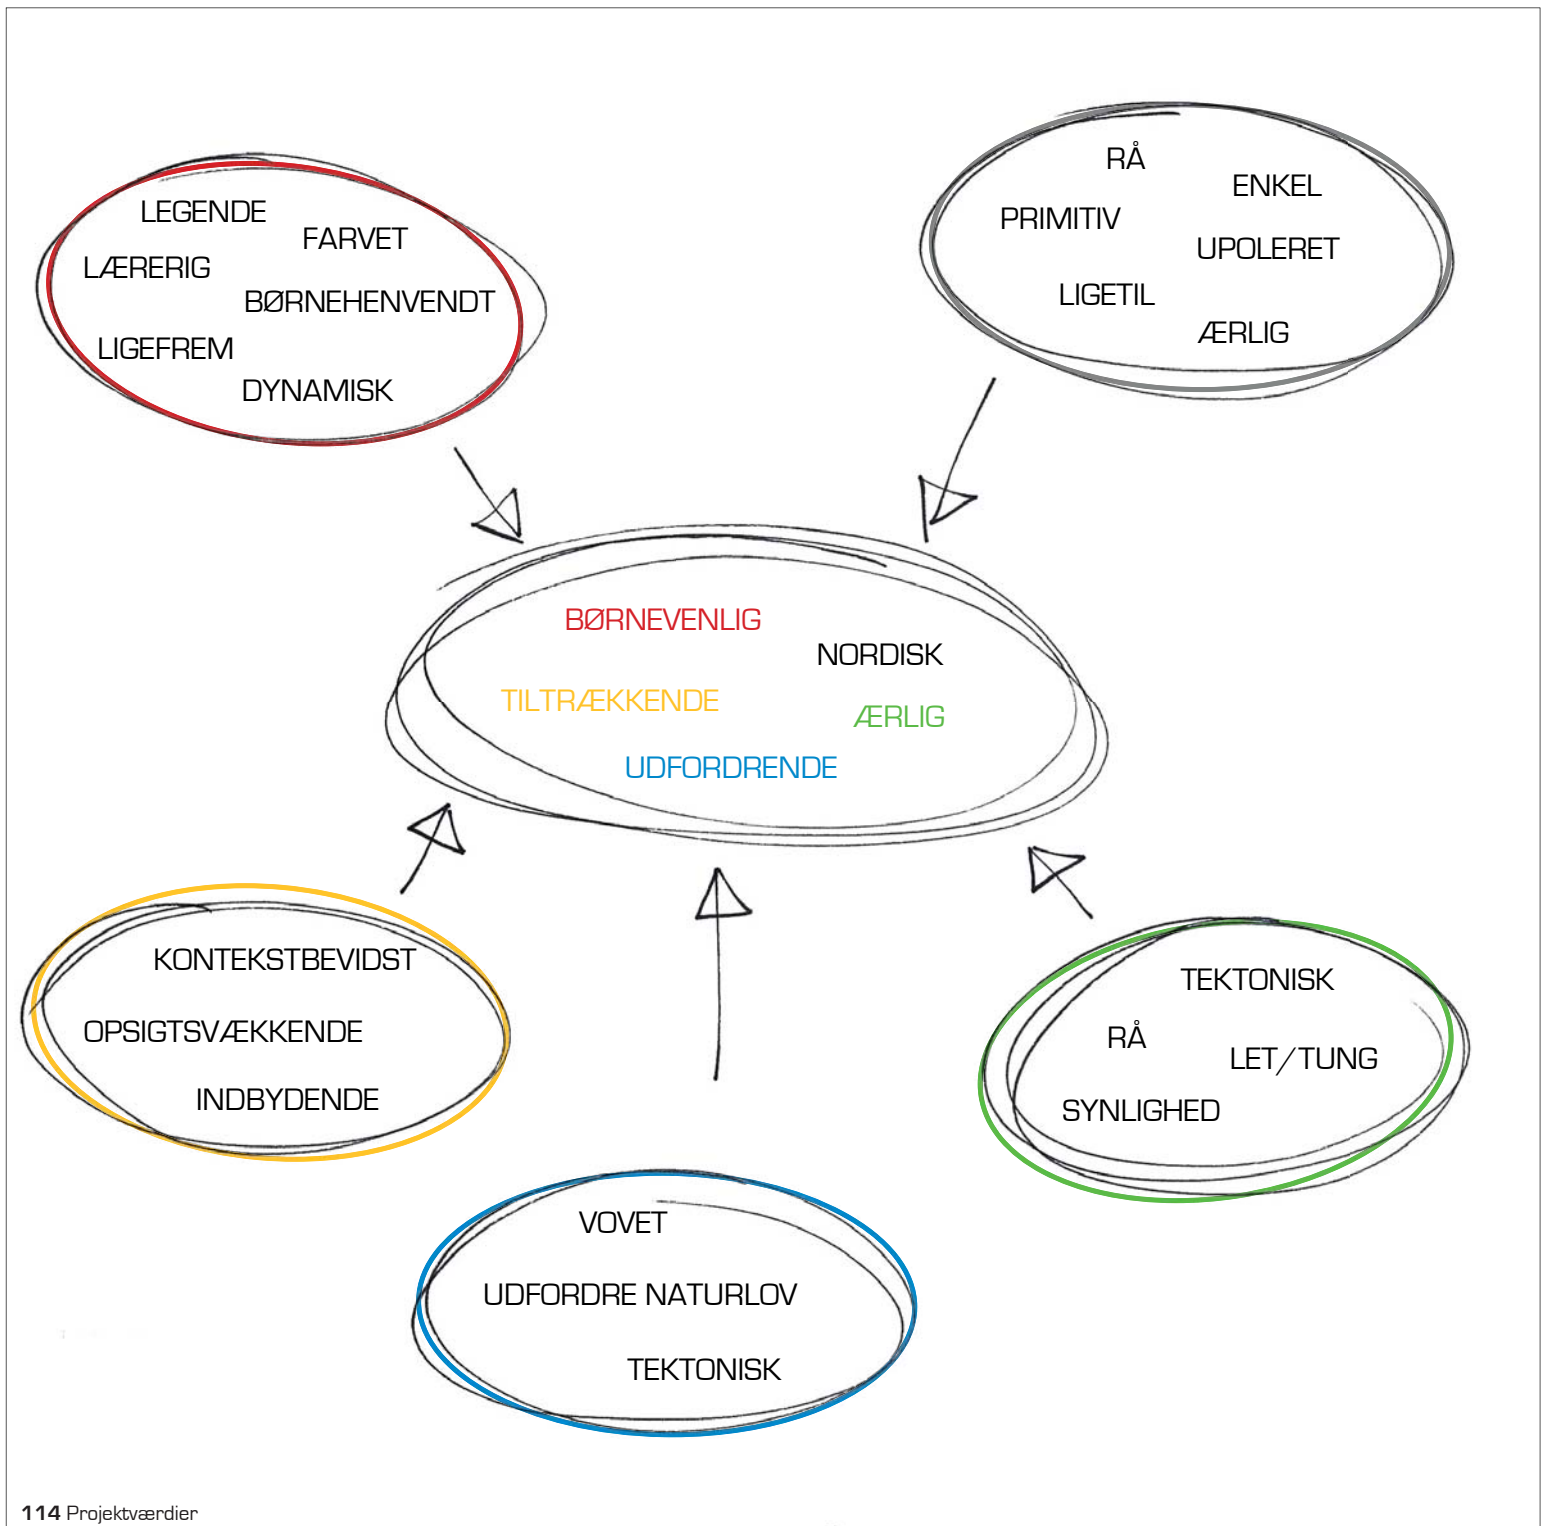 LEGENDE
FARVET
LÆRERIG
BØRNEHENVENDT
LIGEFREM
DYNAMISK
RÅ
ENKEL
PRIMITIV
UPOLERET
LIGETIL
ÆRLIG
BØRNEVENLIG
NORDISK
TILTRÆKKENDE
ÆRLIG
UDFORDRENDE
KONTEKSTBEVIDST
OPSIGTSVÆKKENDE
INDBYDENDE
TEKTONISK
RÅ
LET/TUNG
SYNLIGHED
VOVET
UDFORDRE NATURLOV
TEKTONISK
114 Projektværdier